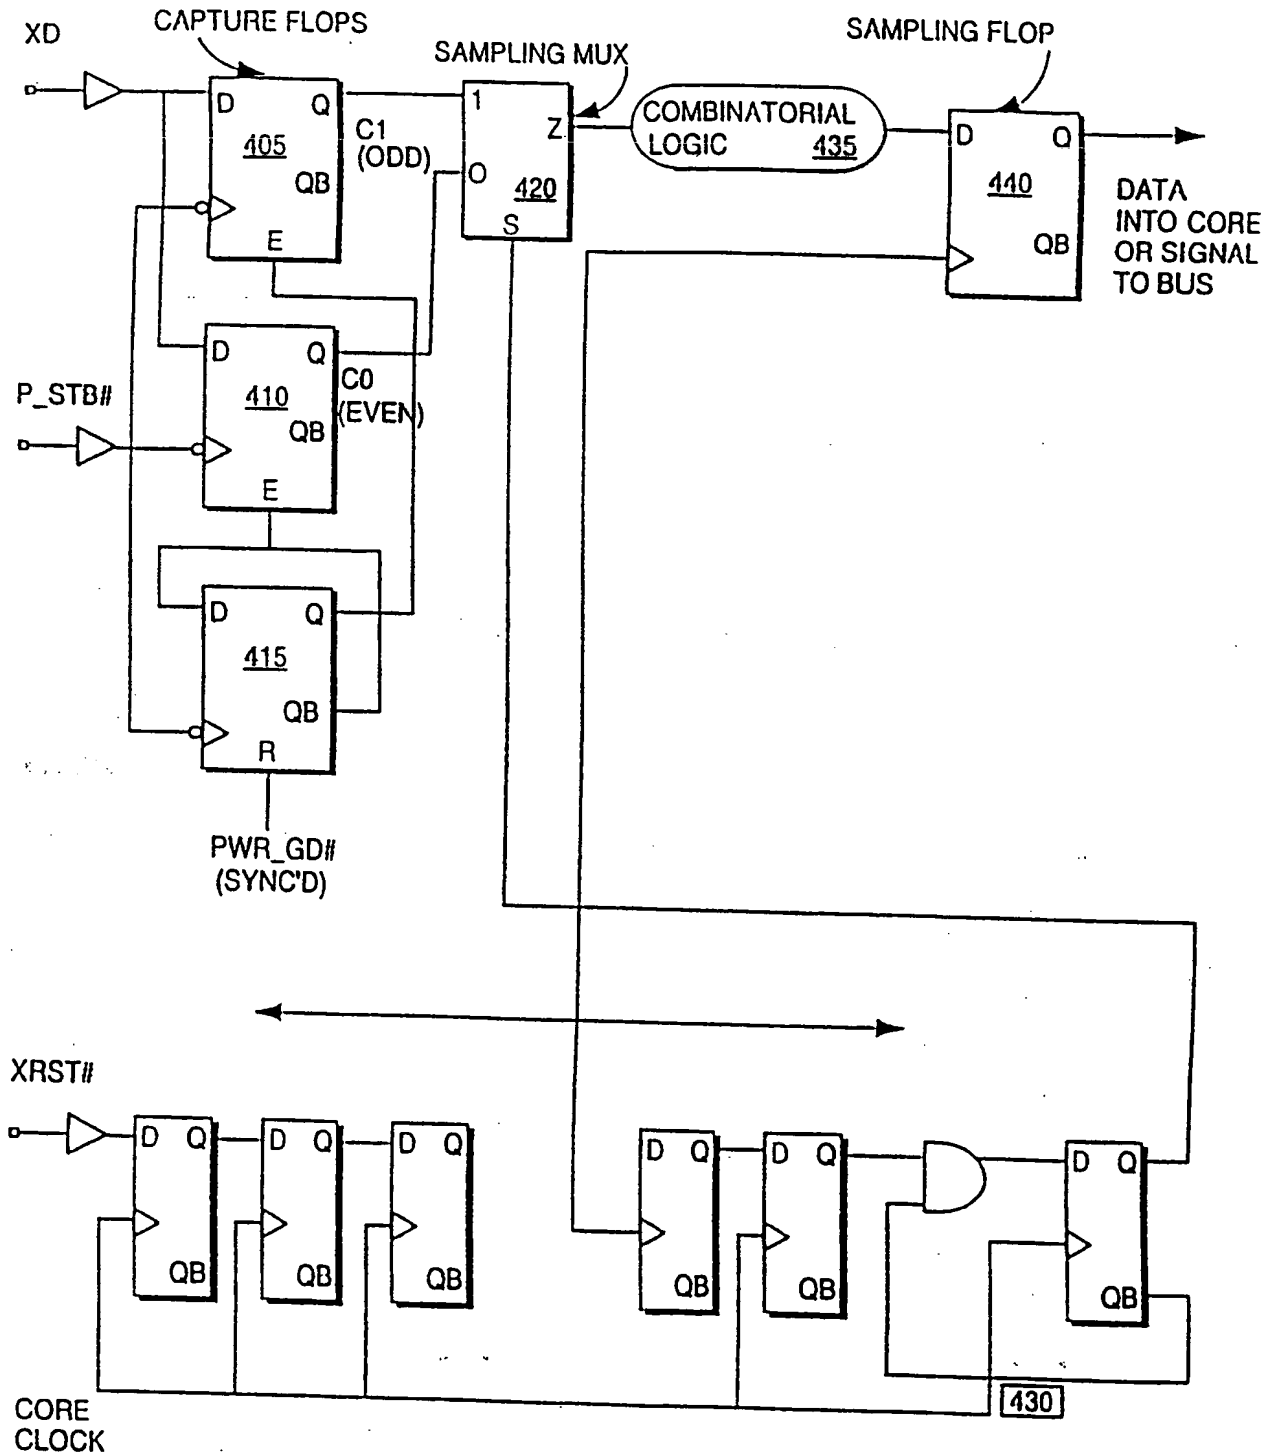 XD
CAPTURE FLOPS
SAMPLING MUX
SAMPLING FLOP
D Q
405
QB
E
C1
(ODD)
1
Z
0
420
S
COMBINATORIAL
LOGIC 435
D Q
440
QB
DATA
INTO CORE
OR SIGNAL
TO BUS
P_STB#
D Q
410
QB
E
C0
(EVEN)
D Q
415
QB
R
PWR_GD#
(SYNC'D)
XRST#
D Q
QB
D Q
QB
D Q
QB
D Q
QB
D Q
QB
D Q
QB
430
CORE
CLOCK